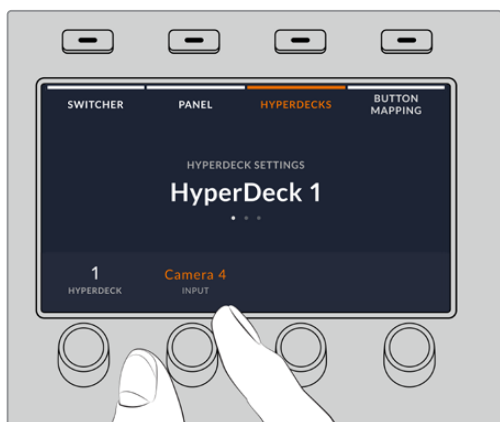 SWITCHER
PANEL
HYPERDECKS
BUTTON
MAPPING
HYPERDECK SETTINGS
HyperDeck 1
1
HYPERDECK
Camera 4
INPUT